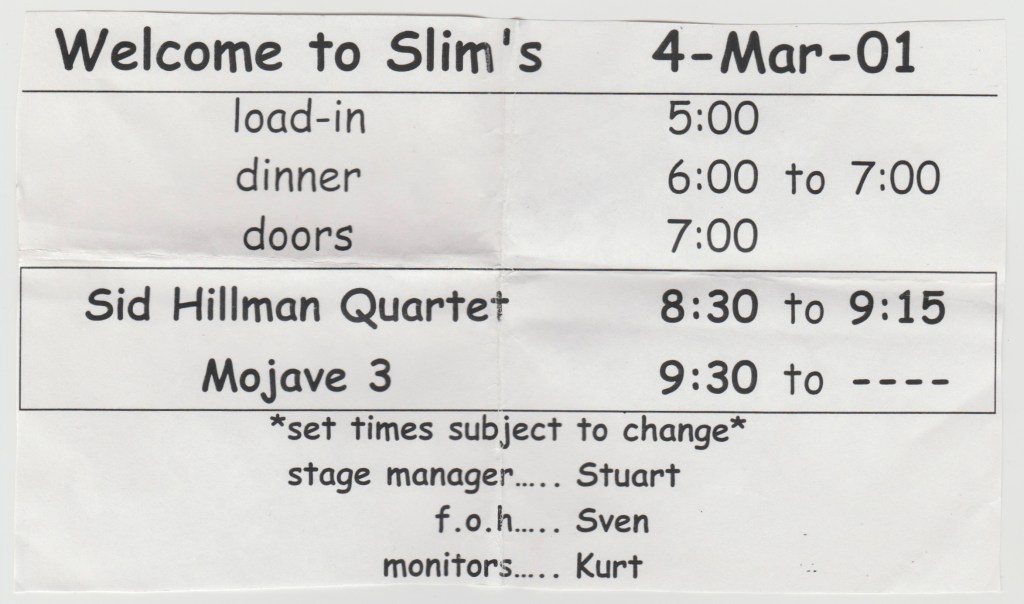 Welcome to Slim's 4-Mar-01
load-in 5:00
dinner 6:00 to 7:00
doors 7:00
Sid Hillman Quartet 8:30 to 9:15
Mojave 3 9:30 to ----
*set times subject to change*
stage manager..... Stuart
f.o.h..... Sven
monitors..... Kurt